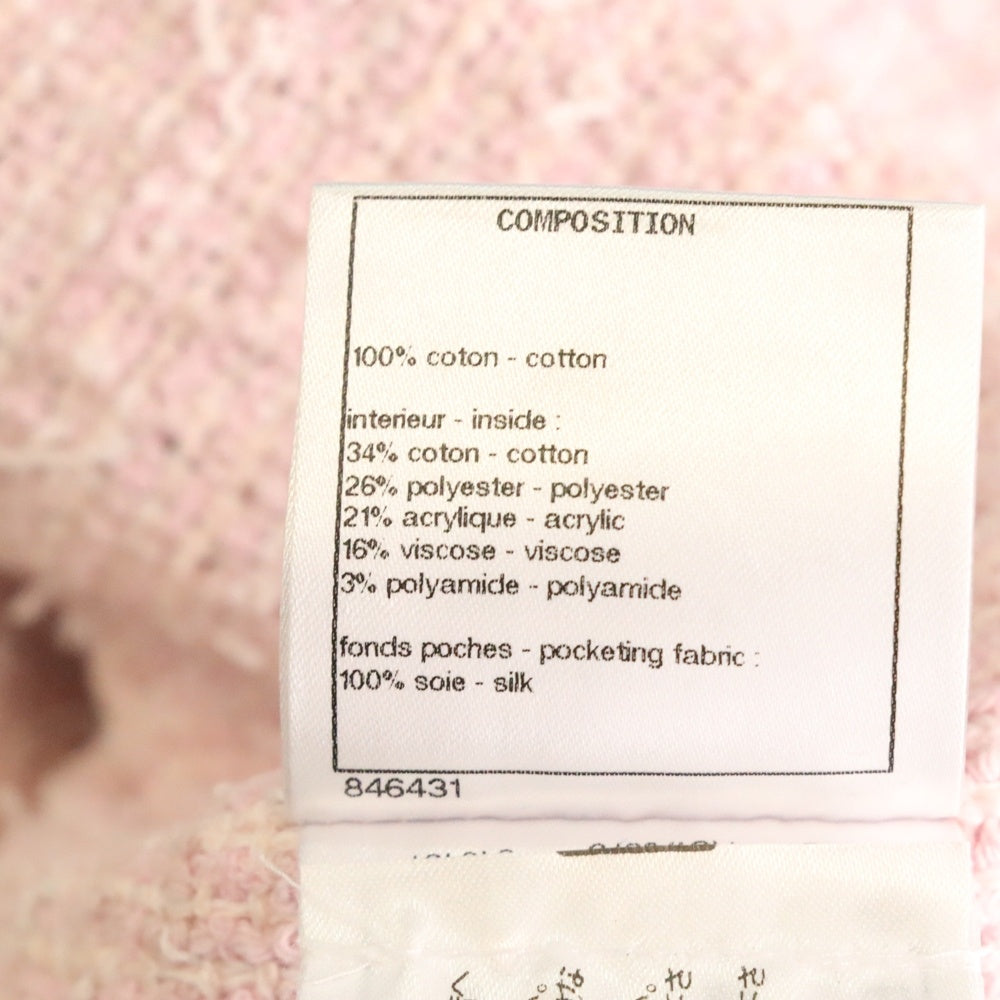 COMPOSITION
100% coton - cotton
interieur - inside :
34% coton - cotton
26% polyester - polyester
21% acrylique - acrylic
16% viscose - viscose
3% polyamide - polyamide
fonds poches - pocketing fabric :
100% soie - silk
846431